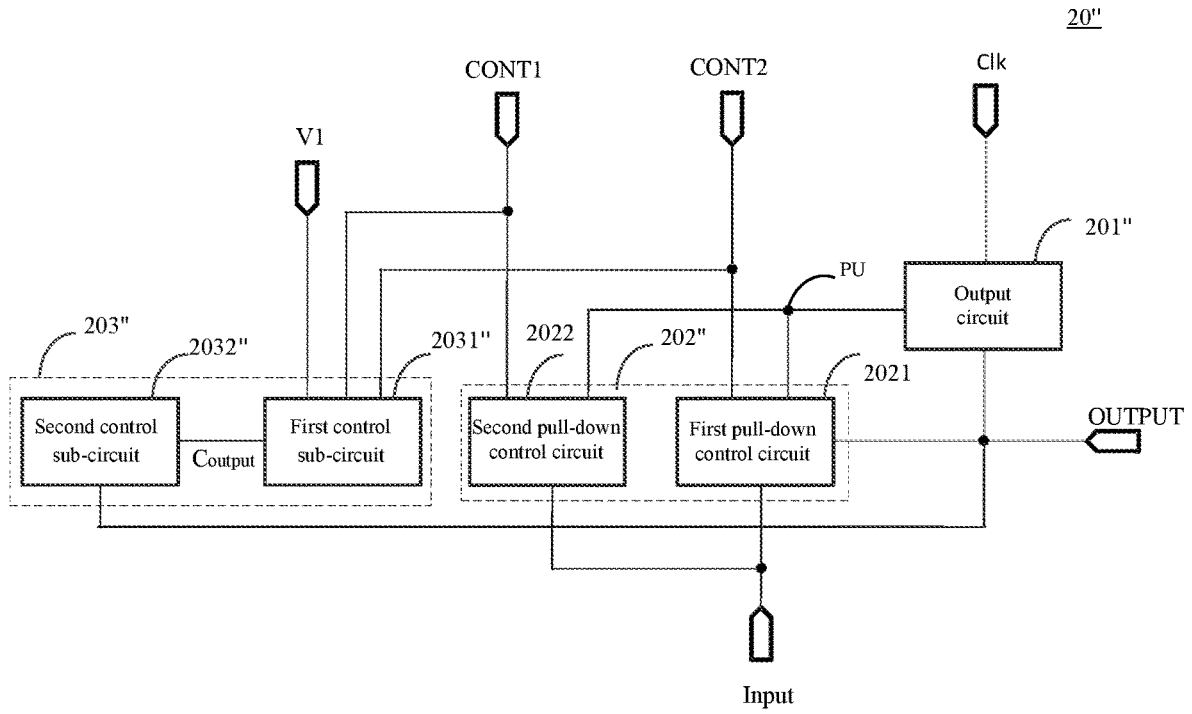 20"
CONT1
CONT2
Clk
V1
201"
PU
Output
circuit
203"
2032"
2031"
2022
202"
2021
Second control
sub-circuit
Coutput
First control
sub-circuit
Second pull-down
control circuit
First pull-down
control circuit
OUTPUT
Input